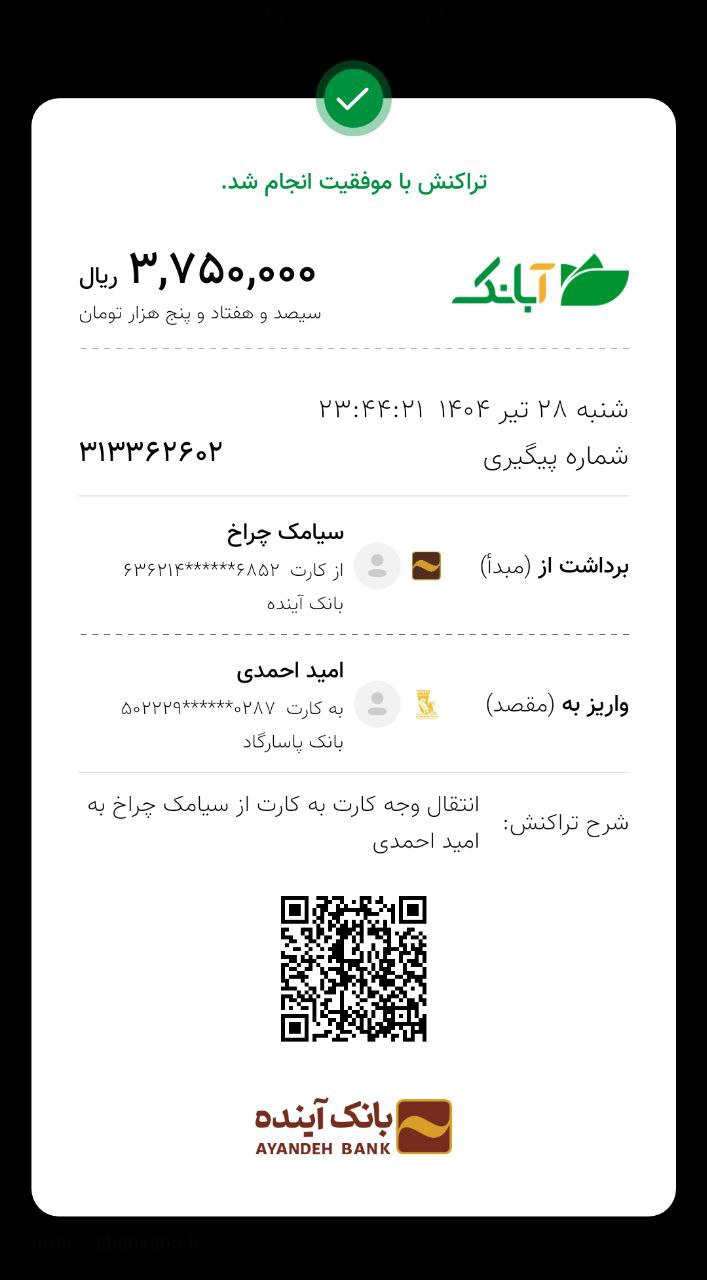 تراکنش با موفقیت انجام شد.
آبانک
۳,۷۵۰,۰۰۰ ریال
سیصد و هفتاد و پنج هزار تومان
شنبه ۲۸ تیر ۱۴۰۴ ۲۳:۴۴:۲۱
شماره پیگیری ۳۱۳۳۶۲۶۰۲
برداشت از (مبدأ)
سیامک چراخ
از کارت ۶۳۶۲۱۴******۶۸۵۲
بانک آینده
واریز به (مقصد)
امید احمدی
به کارت ۵۰۲۲۲۹******۰۲۸۷
بانک پاسارگاد
شرح تراکنش: انتقال وجه کارت به کارت از سیامک چراخ به
امید احمدی
بانک آینده
AYANDEH BANK